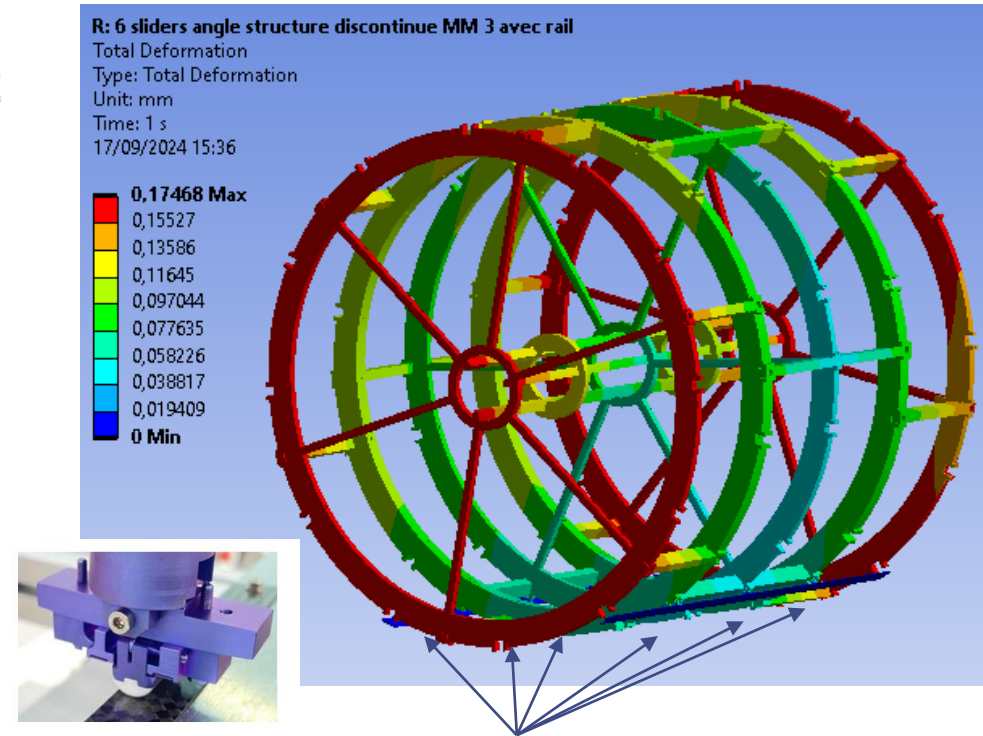 R: 6 sliders angle structure discontinue MM 3 avec rail
Total Deformation
Type: Total Deformation
Unit: mm
Time: 1 s
17/09/2024 15:36
0,17468 Max
0,15527
0,13586
0,11645
0,097044
0,077635
0,058226
0,038817
0,019409
0 Min